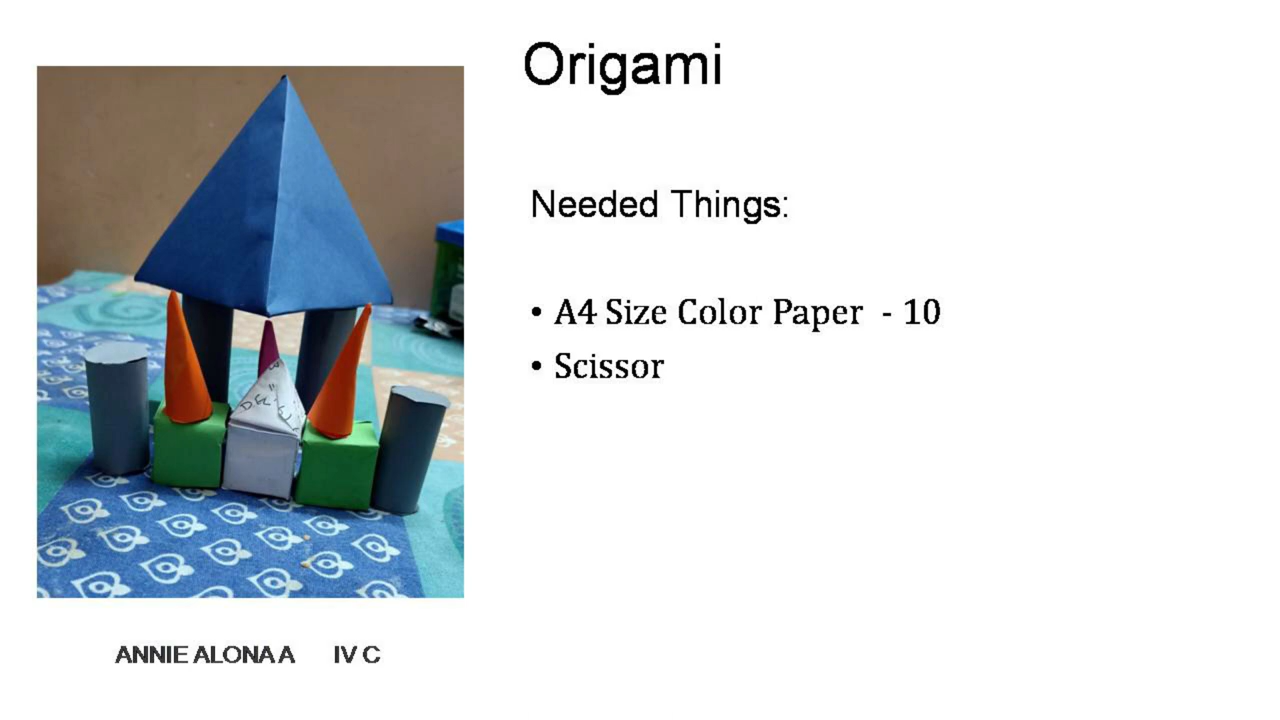 Origami
Needed Things:
• A4 Size Color Paper - 10
• Scissor
ANNIE ALONA A IV C